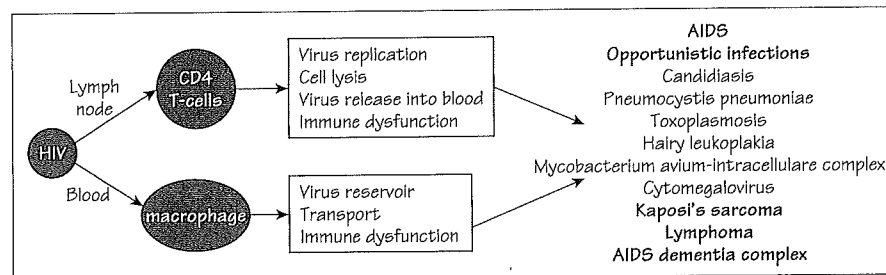 HIV
Lymph
node
Blood
CD4
T-cells
macrophage
Virus replication
Cell lysis
Virus release into blood
Immune dysfunction
Virus reservoir
Transport
Immune dysfunction
AIDS
Opportunistic infections
Candidiasis
Pneumocystis pneumoniae
Toxoplasmosis
Hairy leukoplakia
Mycobacterium avium-intracellulare complex
Cytomegalovirus
Kaposi's sarcoma
Lymphoma
AIDS dementia complex